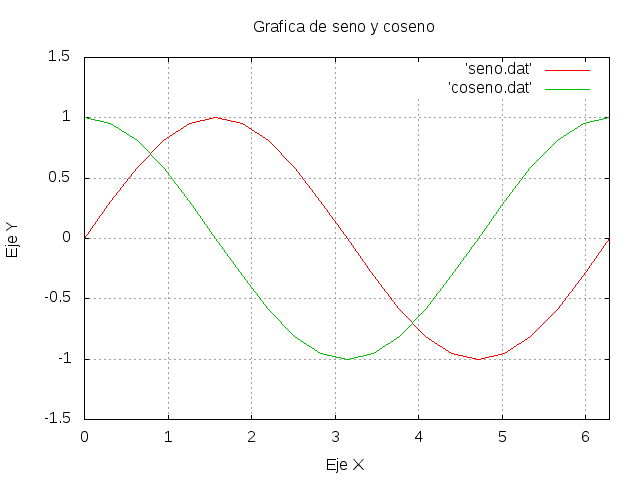 Grafica de seno y coseno
1.5
1
0.5
0
-0.5
-1
-1.5
Eje Y
'seno.dat'
'coseno.dat'
0 1 2 3 4 5 6
Eje X